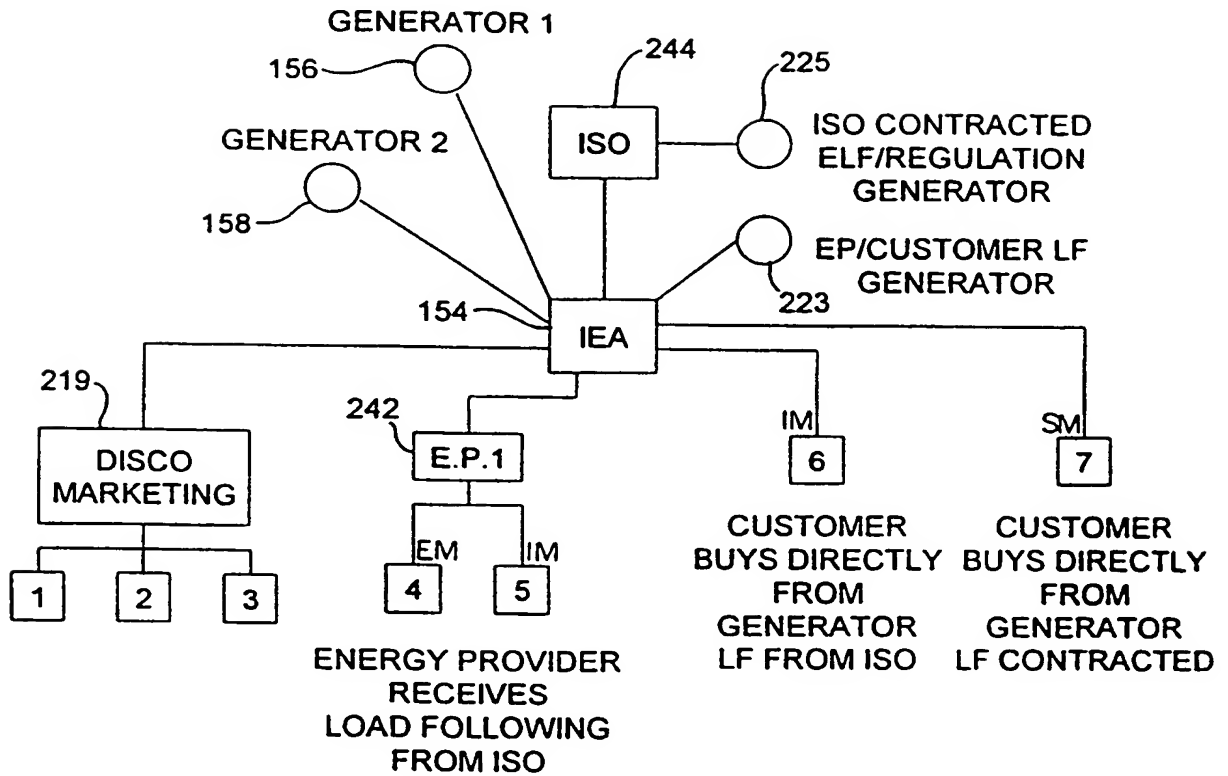 GENERATOR 1
156
244
225
GENERATOR 2
ISO
ISO CONTRACTED
ELF/REGULATION
GENERATOR
158
EP/CUSTOMER LF
GENERATOR
223
154
IEA
219
242
DISCO
MARKETING
E.P.1
IM
6
SM
7
1
2
3
EM
4
IM
5
CUSTOMER
BUYS DIRECTLY
FROM
GENERATOR
LF FROM ISO
CUSTOMER
BUYS DIRECTLY
FROM
GENERATOR
LF CONTRACTED
ENERGY PROVIDER
RECEIVES
LOAD FOLLOWING
FROM ISO